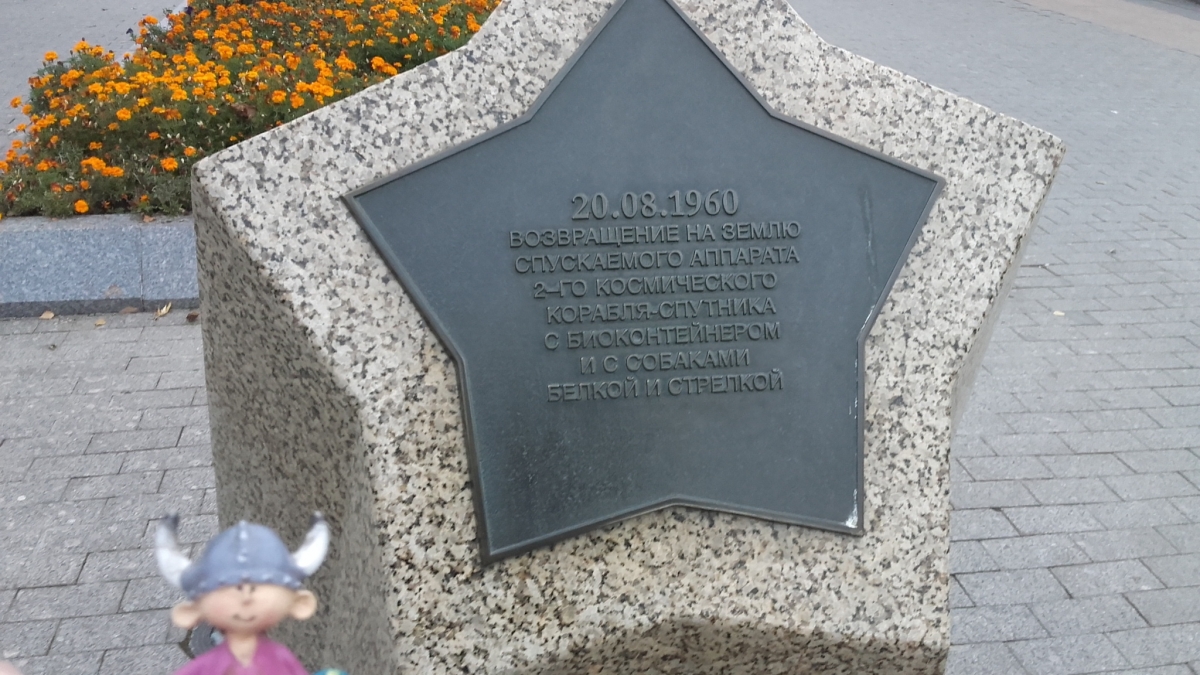 20.08.1960
ВОЗВРАЩЕНИЕ НА ЗЕМЛЮ
СПУСКАЕМОГО АППАРАТА
2-ГО КОСМИЧЕСКОГО
КОРАБЛЯ-СПУТНИКА
С БИОКОНТЕЙНЕРОМ
И С СОБАКАМИ
БЕЛКОЙ И СТРЕЛКОЙ